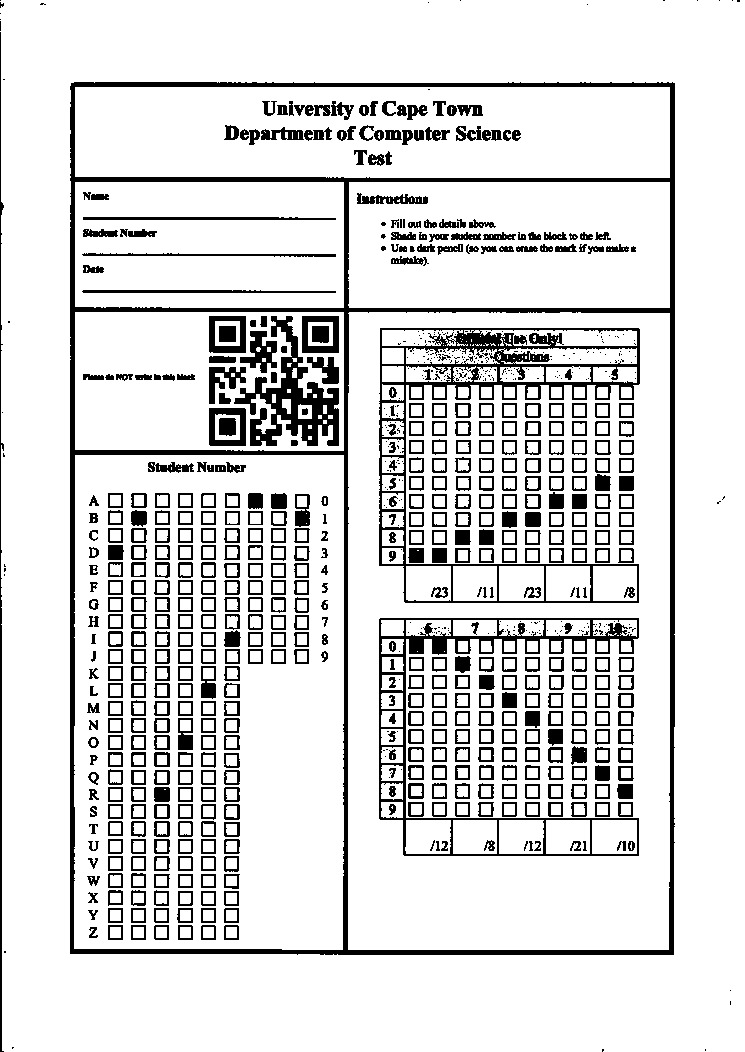 University of Cape Town
Department of Computer Science
Test
Name
Student Number
Date
Instructions
• Fill out the details above.
• Shade in your student number in the block to the left.
• Use a dark pencil (so you can erase the mark if you make a
mistake).
Please do NOT write in this block
Student Number
A 0
B 1
C 2
D 3
E 4
F 5
G 6
H 7
I 8
J 9
K
L
M
N
O
P
Q
R
S
T
U
V
W
X
Y
Z
Official Use Only!
Questions
1 2 3 4 5
0
1
2
3
4
5
6
7
8
9
/23 /11 /23 /11 /8
6 7 8 9 10
0
1
2
3
4
5
6
7
8
9
/12 /8 /12 /21 /10